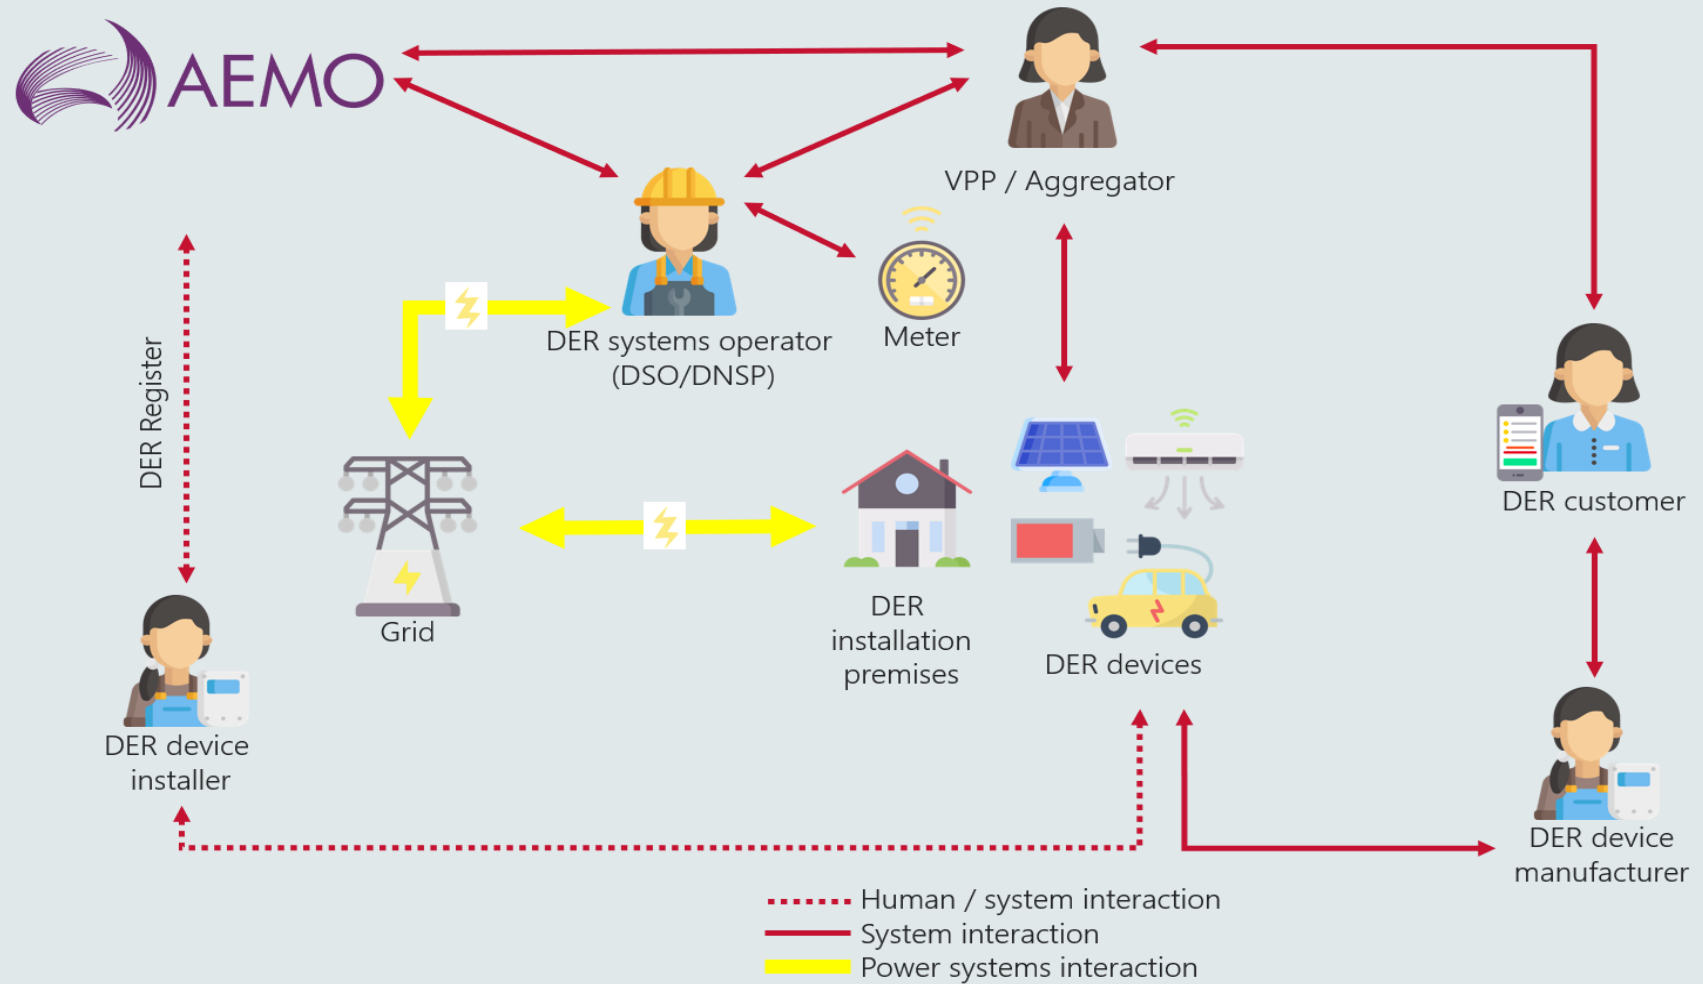 AEMO
VPP / Aggregator
DER systems operator
(DSO/DNSP)
Meter
DER Register
DER customer
Grid
DER
installation
premises
DER devices
DER device
installer
DER device
manufacturer
Human / system interaction
System interaction
Power systems interaction